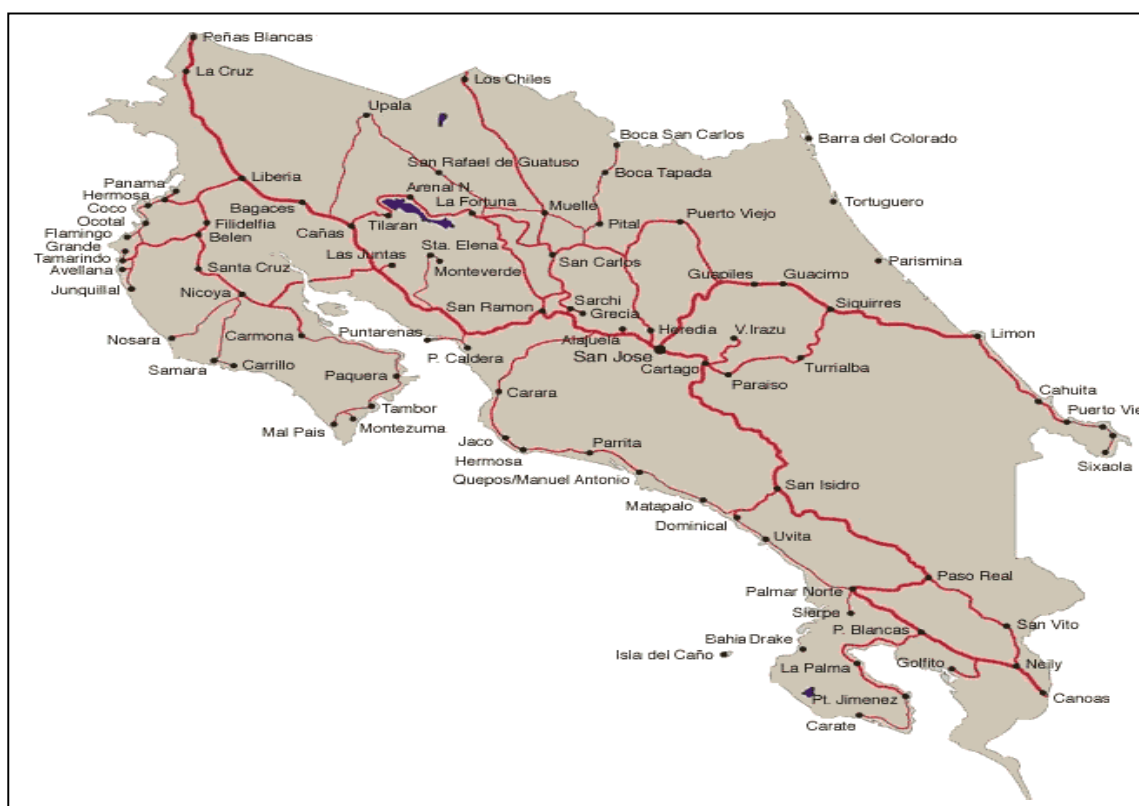 Peñas Blancas
La Cruz
Los Chiles
Upala
Boca San Carlos
Barra del Colorado
San Rafael de Guatuso
Boca Tapada
Liberia
Panama
Hermosa
Arenal N.
Coco
Bagaces
La Fortuna
Muelle
Puerto Viejo
Tortuguero
Ocotal
Filidelfia
Cañas
Tilaran
Pital
Flamingo
Belen
Grande
Sta. Elena
Tamarindo
Las Juntas
San Carlos
Parismina
Avellana
Santa Cruz
Monteverde
Guapiles
Guacimo
Junquillal
Nicoya
San Ramon
Sarchi
Grecia
Siquirres
Nosara
Carmona
Puntarenas
Alajuela
Heredia
V. Irazu
Limon
P. Caldera
San Jose
Samara
Carrillo
Cartago
Turrialba
Paquera
Paraiso
Carara
Cahuita
Tambor
Puerto Vie
Mal Pais
Montezuma
Jaco
Parrita
Hermosa
Sixaola
Quepos/Manuel Antonio
San Isidro
Matapalo
Dominical
Uvita
Paso Real
Palmar Norte
Sierpe
P. Blancas
San Vito
Bahia Drake
Isla del Caño
La Palma
Golfito
Neily
Pt. Jimenez
Canoas
Carate